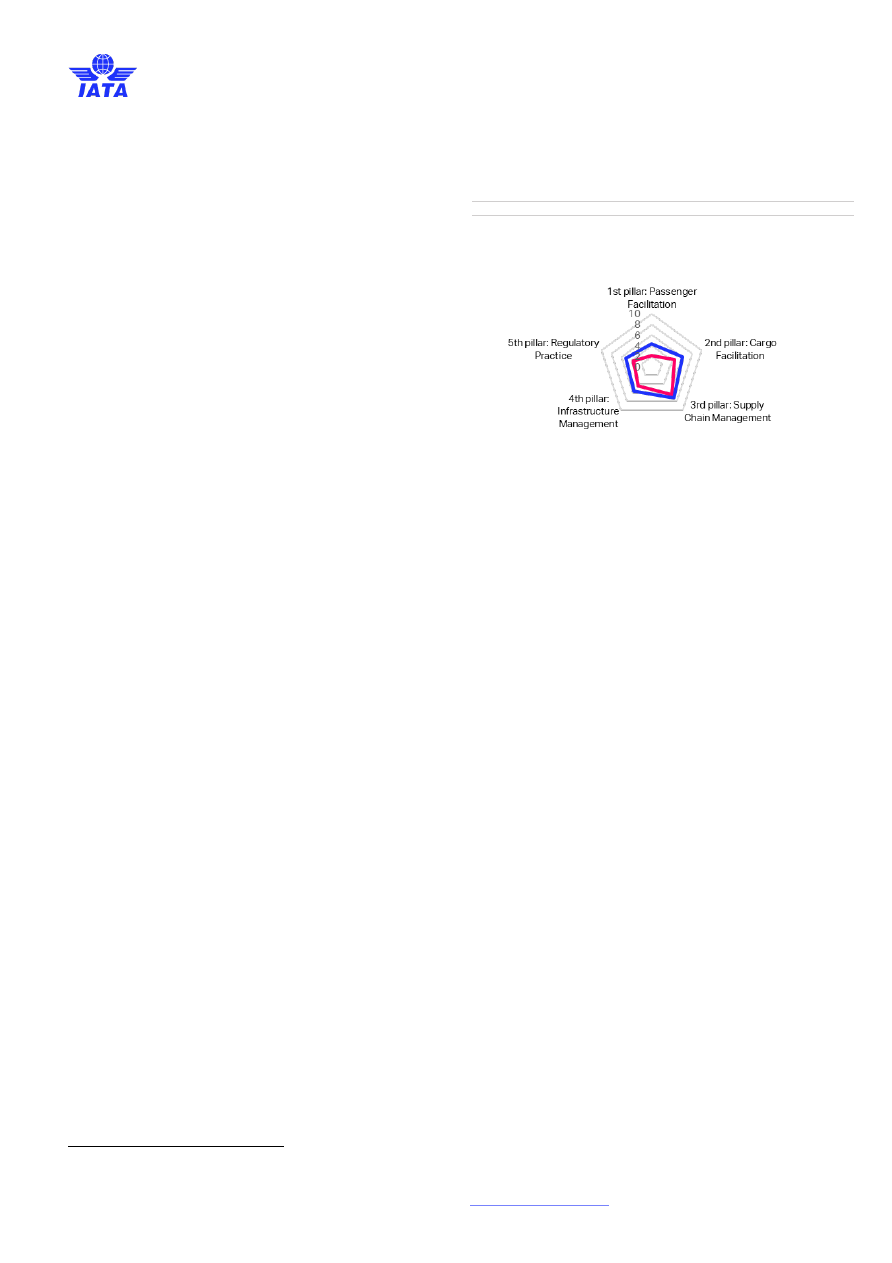 IATA
1st pillar: Passenger
Facilitation
10
8
6
4
2
0
5th pillar: Regulatory
Practice
2nd pillar: Cargo
Facilitation
4th pillar:
Infrastructure
Management
3rd pillar: Supply
Chain Management